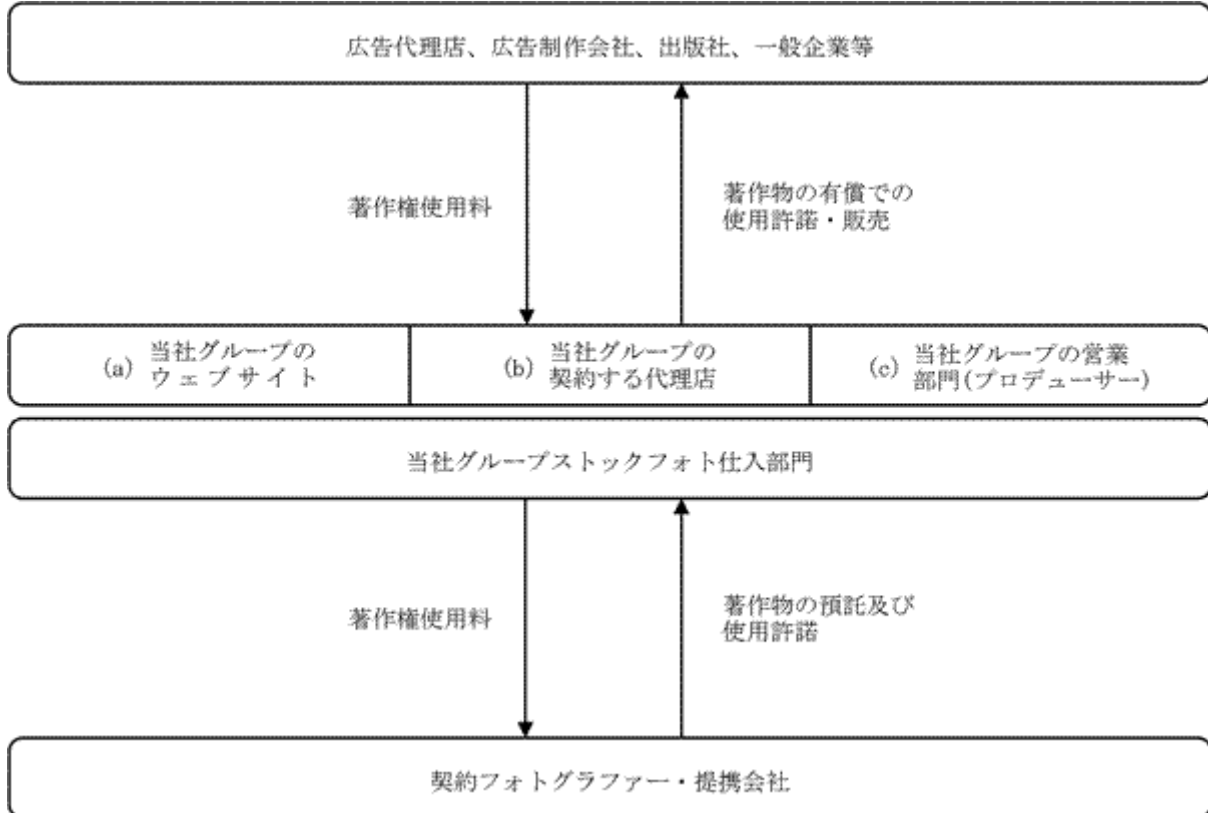 広告代理店、広告制作会社、出版社、一般企業等
著作権使用料
著作物の有償での
使用許諾・販売
(a) 当社グループの
ウェブサイト
(b) 当社グループの
契約する代理店
(c) 当社グループの営業
部門(プロデューサー)
当社グループストックフォト仕入部門
著作権使用料
著作物の預託及び
使用許諾
契約フォトグラファー・提携会社